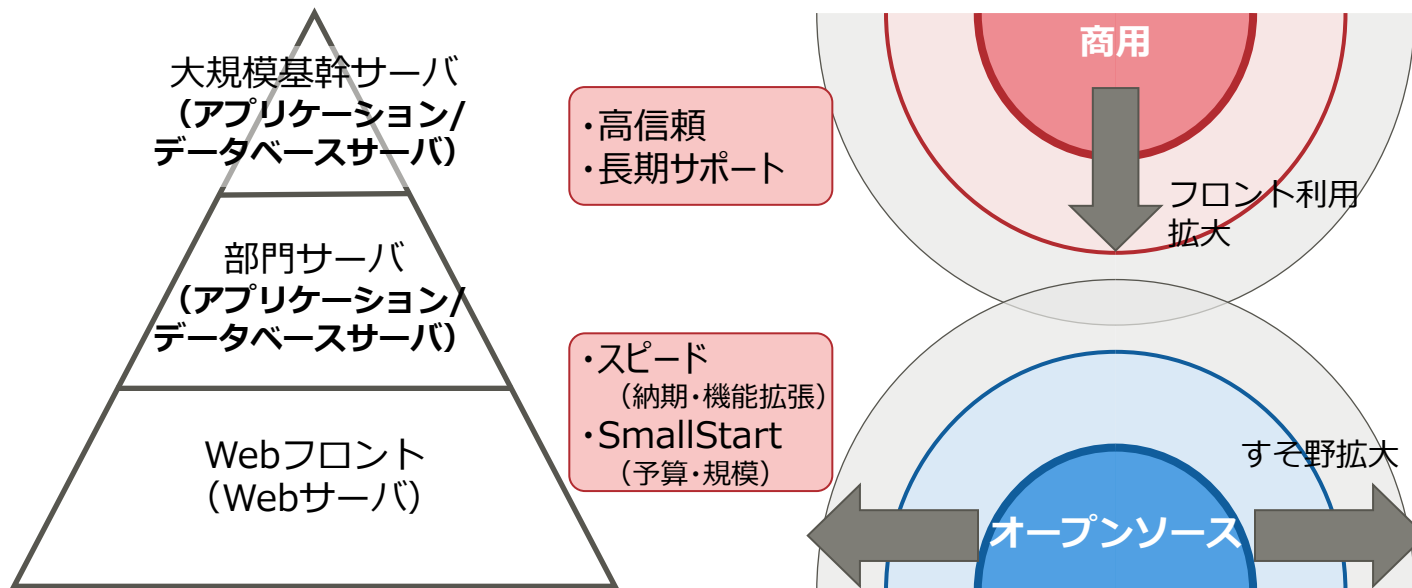 大規模基幹サーバ
（アプリケーション/
データベースサーバ）
部門サーバ
（アプリケーション/
データベースサーバ）
Webフロント
（Webサーバ）
・高信頼
・長期サポート
・スピード
（納期・機能拡張）
・SmallStart
（予算・規模）
商用
フロント利用
拡大
すそ野拡大
オープンソース